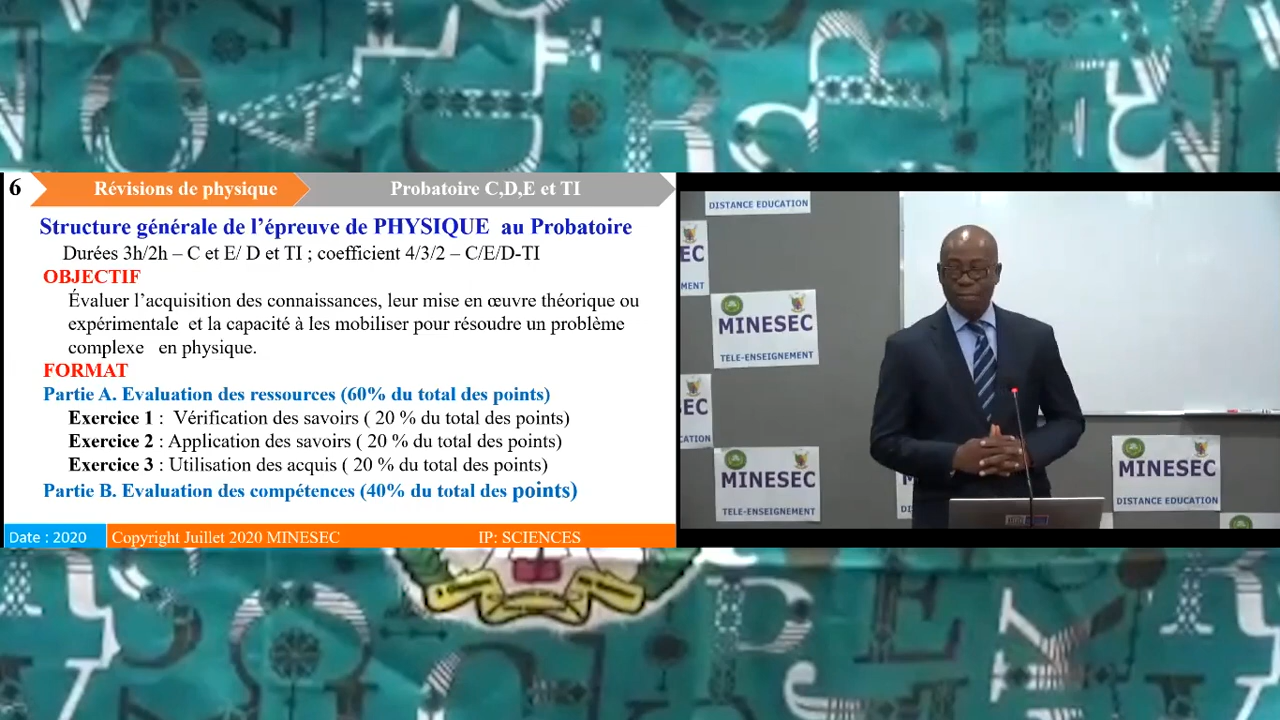 6
Révisions de physique
Probatoire C,D,E et TI
Structure générale de l’épreuve de PHYSIQUE au Probatoire
Durées 3h/2h – C et E/ D et TI ; coefficient 4/3/2 – C/E/D-TI
OBJECTIF
Évaluer l’acquisition des connaissances, leur mise en œuvre théorique ou
expérimentale et la capacité à les mobiliser pour résoudre un problème
complexe en physique.
FORMAT
Partie A. Evaluation des ressources (60% du total des points)
Exercice 1 : Vérification des savoirs ( 20 % du total des points)
Exercice 2 : Application des savoirs ( 20 % du total des points)
Exercice 3 : Utilisation des acquis ( 20 % du total des points)
Partie B. Evaluation des compétences (40% du total des points)
Date : 2020
Copyright Juillet 2020 MINESEC
IP: SCIENCES
DISTANCE EDUCATION
EC
MENT
MINESEC
TELE-ENSEIGNEMENT
SEC
CATION
MINESEC
TELE-ENSEIGNEMENT
M
DI
MINESEC
DISTANCE EDUCATION